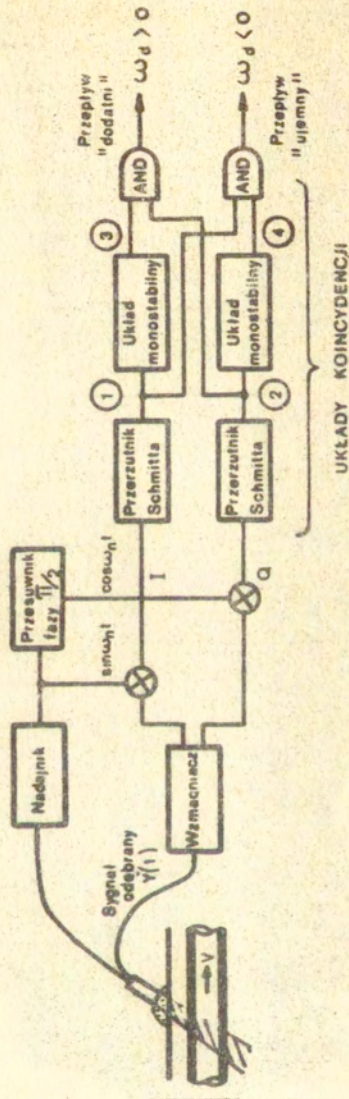 Nadajnik
Przesuwnik
fazy π/2
sinωnt
cosωnt
Sygnał
odebrany
Y(t)
Wzmacniacz
I
Q
V
Przerzutnik
Schmitta
Przerzutnik
Schmitta
1
2
Układ
monostabilny
Układ
monostabilny
3
4
AND
AND
Przepływ
"dodatni"
ωd > 0
ωd < 0
Przepływ
"ujemny"
UKŁADY KOINCYDENCJI